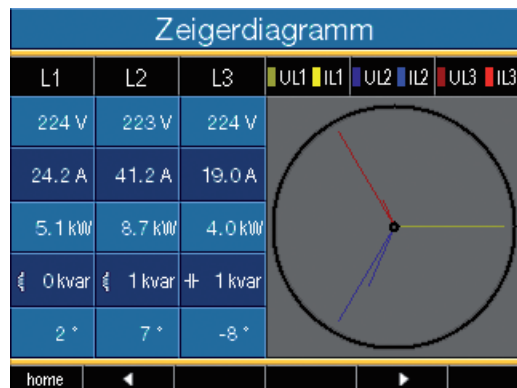 Zeigerdiagramm
L1 L2 L3 UL1 IL1 UL2 IL2 UL3 IL3
224 V 223 V 224 V
24.2 A 41.2 A 19.0 A
5.1 kW 8.7 kW 4.0 kW
0 kvar 1 kvar 1 kvar
2 ° 7 ° -8 °
home